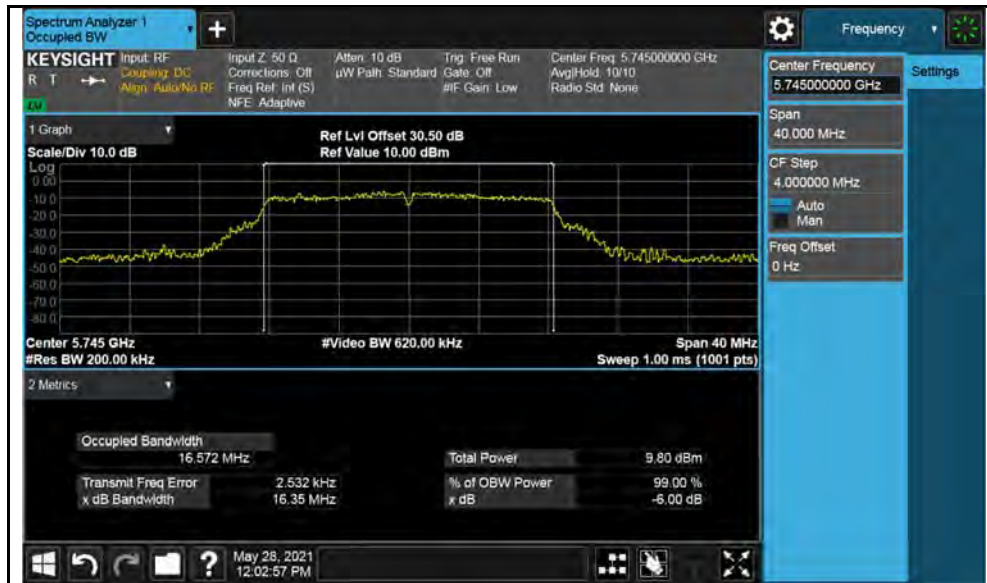 Spectrum Analyzer 1
Occupied BW
+
Frequency
KEYSIGHT
R T
Input: RF
Coupling: DC
Align: Auto/No RF
Input Z: 50 Ω
Corrections: Off
Freq Ref: Int (S)
NFE: Adaptive
Atten: 10 dB
µW Path: Standard
Trig: Free Run
Gate: Off
#IF Gain: Low
Center Freq: 5.745000000 GHz
Avg|Hold: 10/10
Radio Std: None
1 Graph
Scale/Div 10.0 dB
Ref Lvl Offset 30.50 dB
Ref Value 10.00 dBm
Log
0.00
-10.0
-20.0
-30.0
-40.0
-50.0
-60.0
-70.0
-80.0
Center 5.745 GHz
#Video BW 620.00 kHz
Span 40 MHz
#Res BW 200.00 kHz
Sweep 1.00 ms (1001 pts)
2 Metrics
Occupied Bandwidth
16.572 MHz
Total Power 9.80 dBm
Transmit Freq Error 2.532 kHz
% of OBW Power 99.00 %
x dB Bandwidth 16.35 MHz
x dB -6.00 dB
?
May 28, 2021
12:02:57 PM
Center Frequency
5.745000000 GHz
Settings
Span
40.000 MHz
CF Step
4.000000 MHz
Auto
Man
Freq Offset
0 Hz